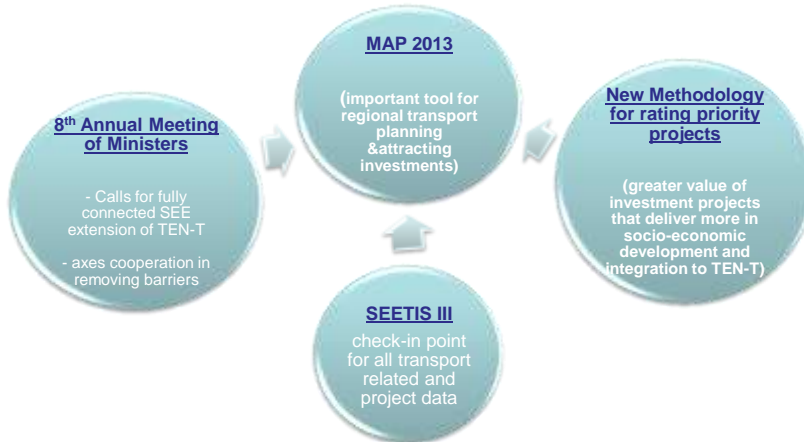 MAP 2013
(important tool for
regional transport
planning
&attracting
investments)
8th Annual Meeting
of Ministers
- Calls for fully
connected SEE
extension of TEN-T
- axes cooperation in
removing barriers
New Methodology
for rating priority
projects
(greater value of
investment projects
that deliver more in
socio-economic
development and
integration to TEN-T)
SEETIS III
check-in point
for all transport
related and
project data